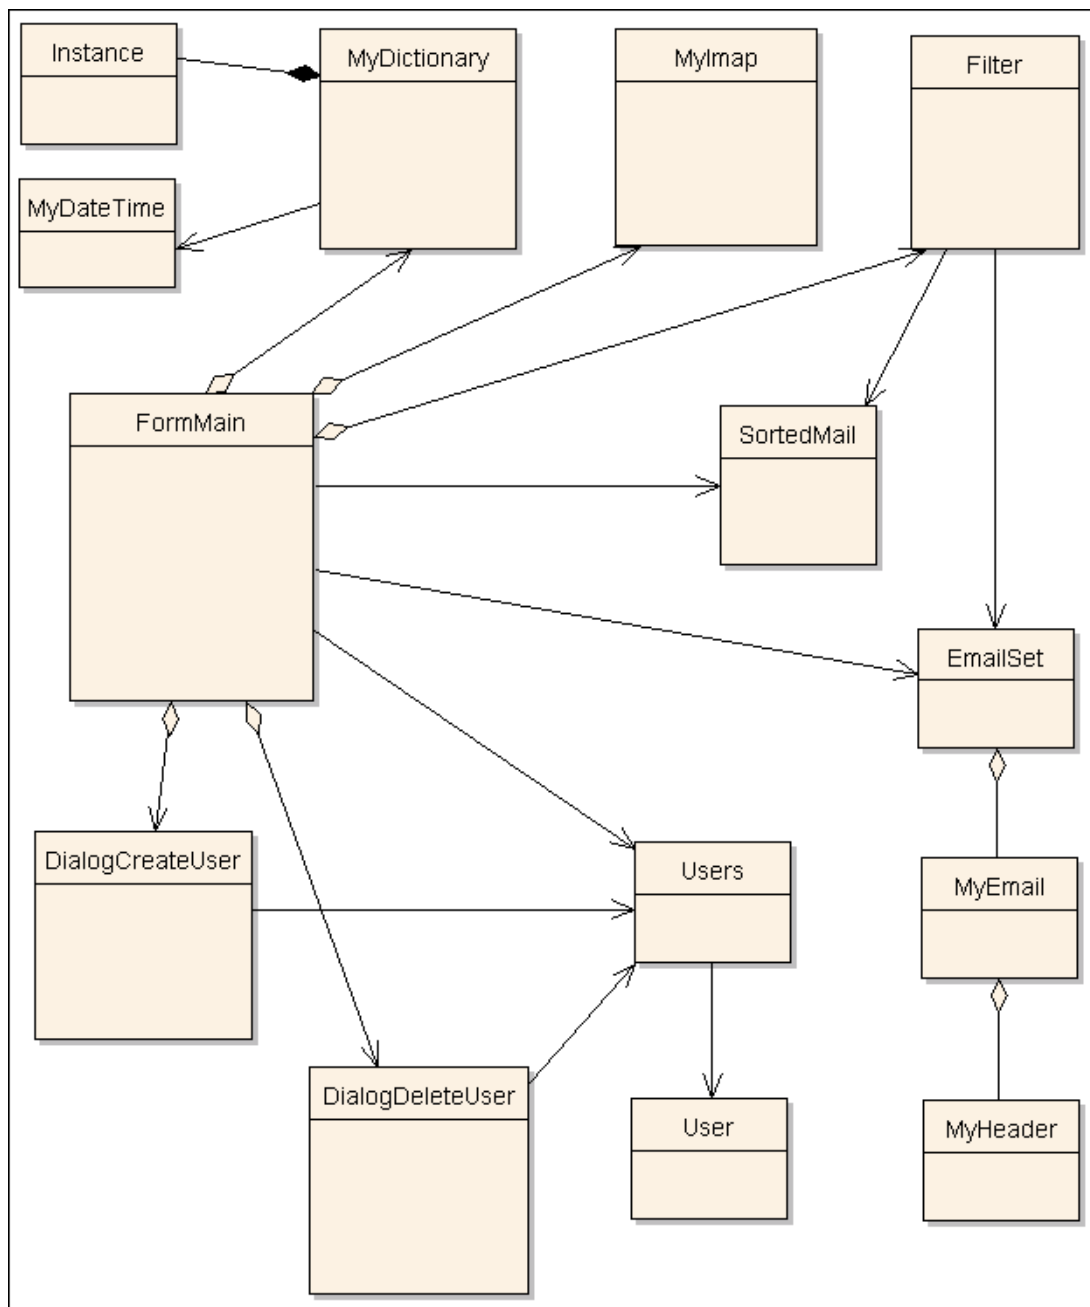 Instance
MyDictionary
MyImap
Filter
MyDateTime
FormMain
SortedMail
EmailSet
DialogCreateUser
Users
MyEmail
DialogDeleteUser
User
MyHeader